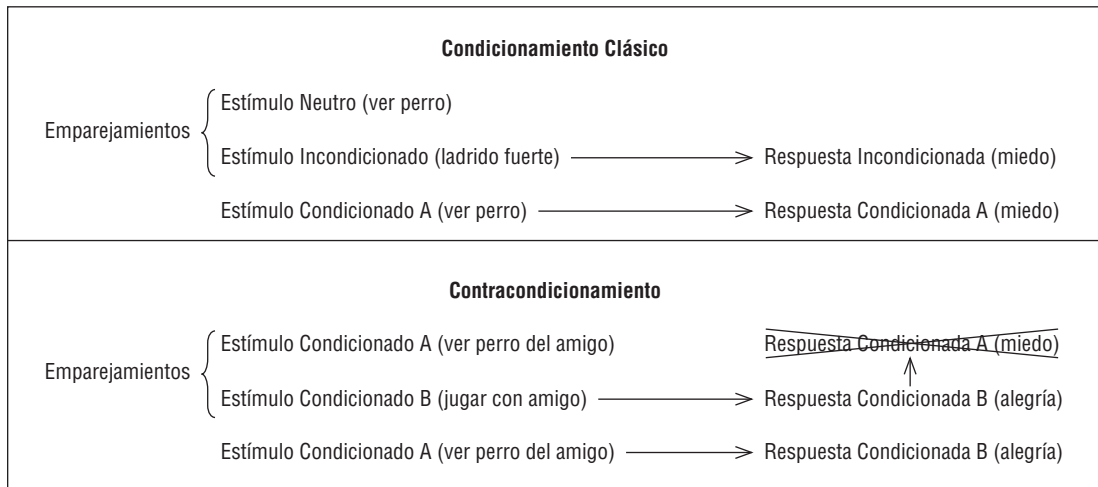 Condicionamiento Clásico
Estímulo Neutro (ver perro)
Emparejamientos
Estímulo Incondicionado (ladrido fuerte) Respuesta Incondicionada (miedo)
Estímulo Condicionado A (ver perro) Respuesta Condicionada A (miedo)
Contracondicionamiento
Estímulo Condicionado A (ver perro del amigo) Respuesta Condicionada A (miedo)
Emparejamientos
Estímulo Condicionado B (jugar con amigo) Respuesta Condicionada B (alegría)
Estímulo Condicionado A (ver perro del amigo) Respuesta Condicionada B (alegría)